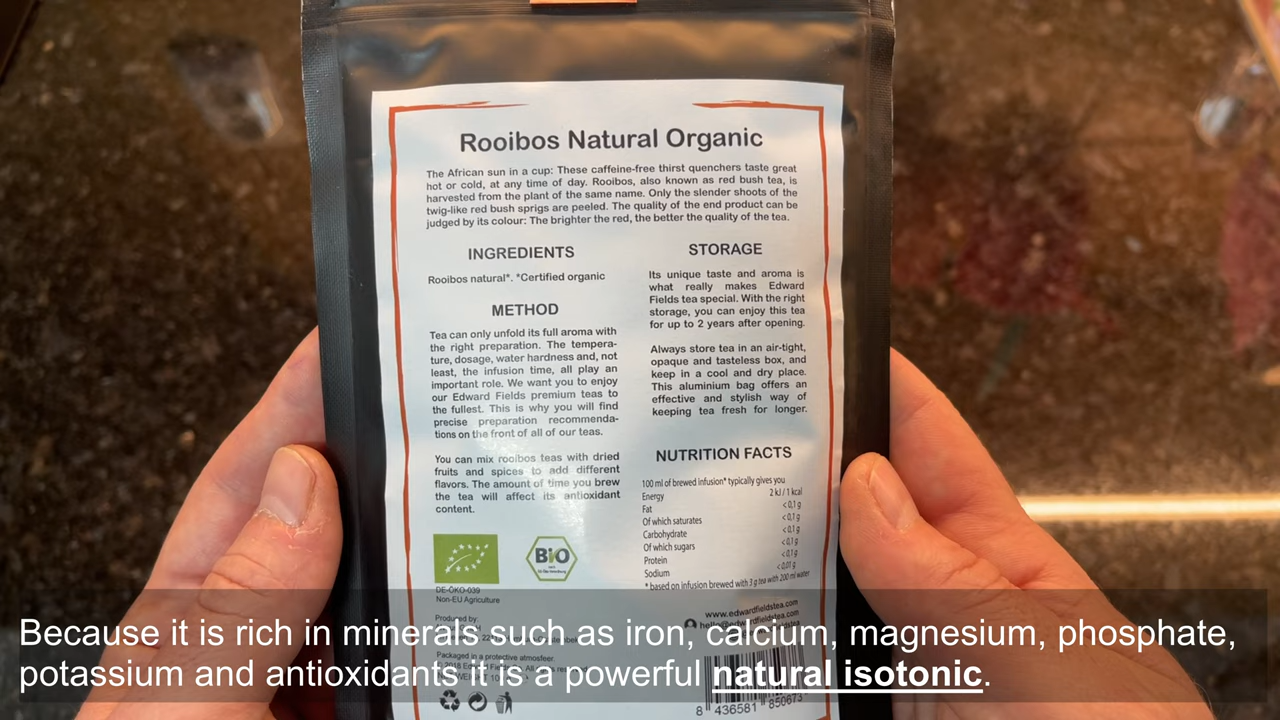 Rooibos Natural Organic
The African sun in a cup: These caffeine-free thirst quenchers taste great
hot or cold, at any time of day. Rooibos, also known as red bush tea, is
harvested from the plant of the same name. Only the slender shoots of the
twig-like red bush sprigs are peeled. The quality of the end product can be
judged by its colour: The brighter the red, the better the quality of the tea.
INGREDIENTS
Rooibos natural*. *Certified organic
METHOD
Tea can only unfold its full aroma with
the right preparation. The tempera-
ture, dosage, water hardness and, not
least, the infusion time, all play an
important role. We want you to enjoy
our Edward Fields premium teas to
the fullest. This is why you will find
precise preparation recommenda-
tions on the front of all of our teas.
You can mix rooibos teas with dried
fruits and spices to add different
flavors. The amount of time you brew
the tea will affect its antioxidant
content.
BIO
DE-ÖKO-039
Non-EU Agriculture
Produced by:
Packaged in a protective atmosfeer.
STORAGE
Its unique taste and aroma is
what really makes Edward
Fields tea special. With the right
storage, you can enjoy this tea
for up to 2 years after opening.
Always store tea in an air-tight,
opaque and tasteless box, and
keep in a cool and dry place.
This aluminium bag offers an
effective and stylish way of
keeping tea fresh for longer.
NUTRITION FACTS
100 ml of brewed infusion* typically gives you
Energy 2 kJ / 1 kcal
Fat <0,1 g
Of which saturates <0,1 g
Carbohydrate <0,1 g
Of which sugars <0,1 g
Protein <0,1 g
Sodium <0,01 g
* based on infusion brewed with 3 g tea with 200 ml water
www.edwardfieldstea.com
8 436581 850673
Because it is rich in minerals such as iron, calcium, magnesium, phosphate,
potassium and antioxidants it is a powerful natural isotonic.